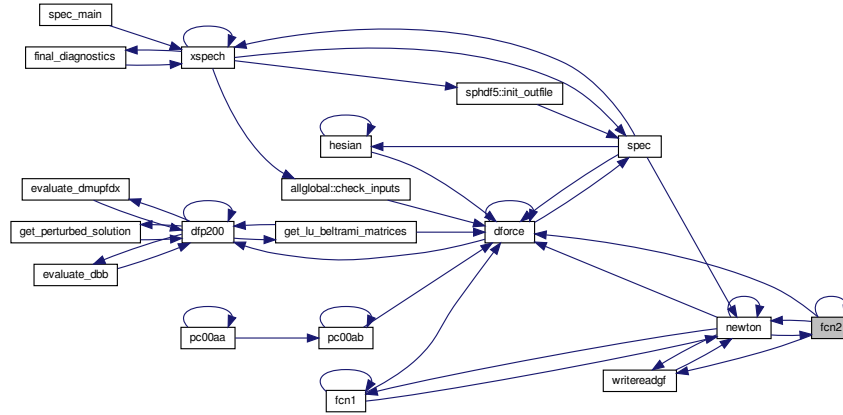 spec_main
final_diagnostics
xspech
sphdf5::init_outfile
hesian
spec
evaluate_dmupfdx
allglobal::check_inputs
get_perturbed_solution
dfp200
get_lu_beltrami_matrices
dforce
evaluate_dbb
pc00aa
pc00ab
newton
fcn2
writereadgf
fcn1